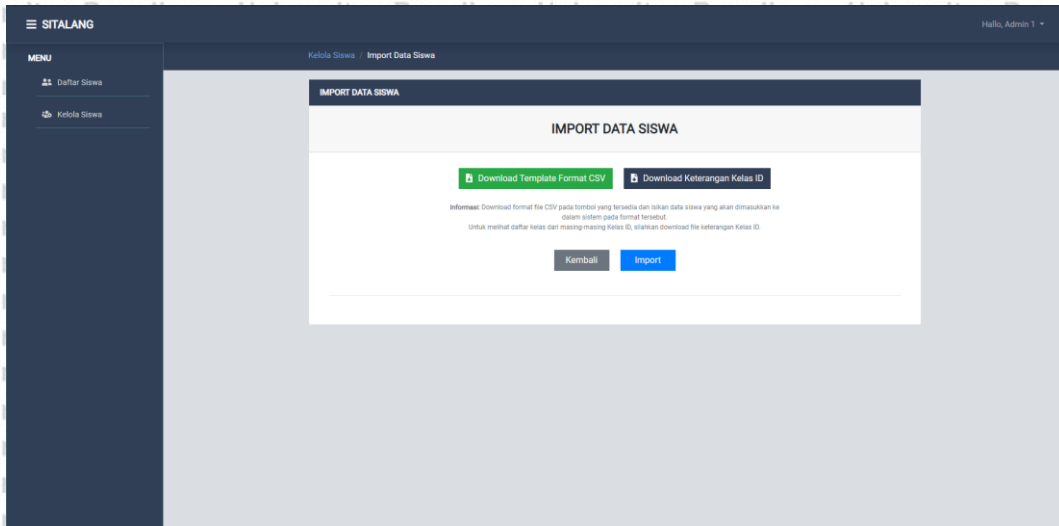 SITALANG
Hallo, Admin 1
MENU
Daftar Siswa
Kelola Siswa
Kelola Siswa / Import Data Siswa
IMPORT DATA SISWA
IMPORT DATA SISWA
Download Template Format CSV
Download Keterangan Kelas ID
Informasi: Download format file CSV pada tombol yang tersedia dan isikan data siswa yang akan dimasukkan ke
dalam sistem pada format tersebut.
Untuk melihat daftar kelas dari masing-masing Kelas ID, silahkan download file keterangan Kelas ID.
Kembali
Import